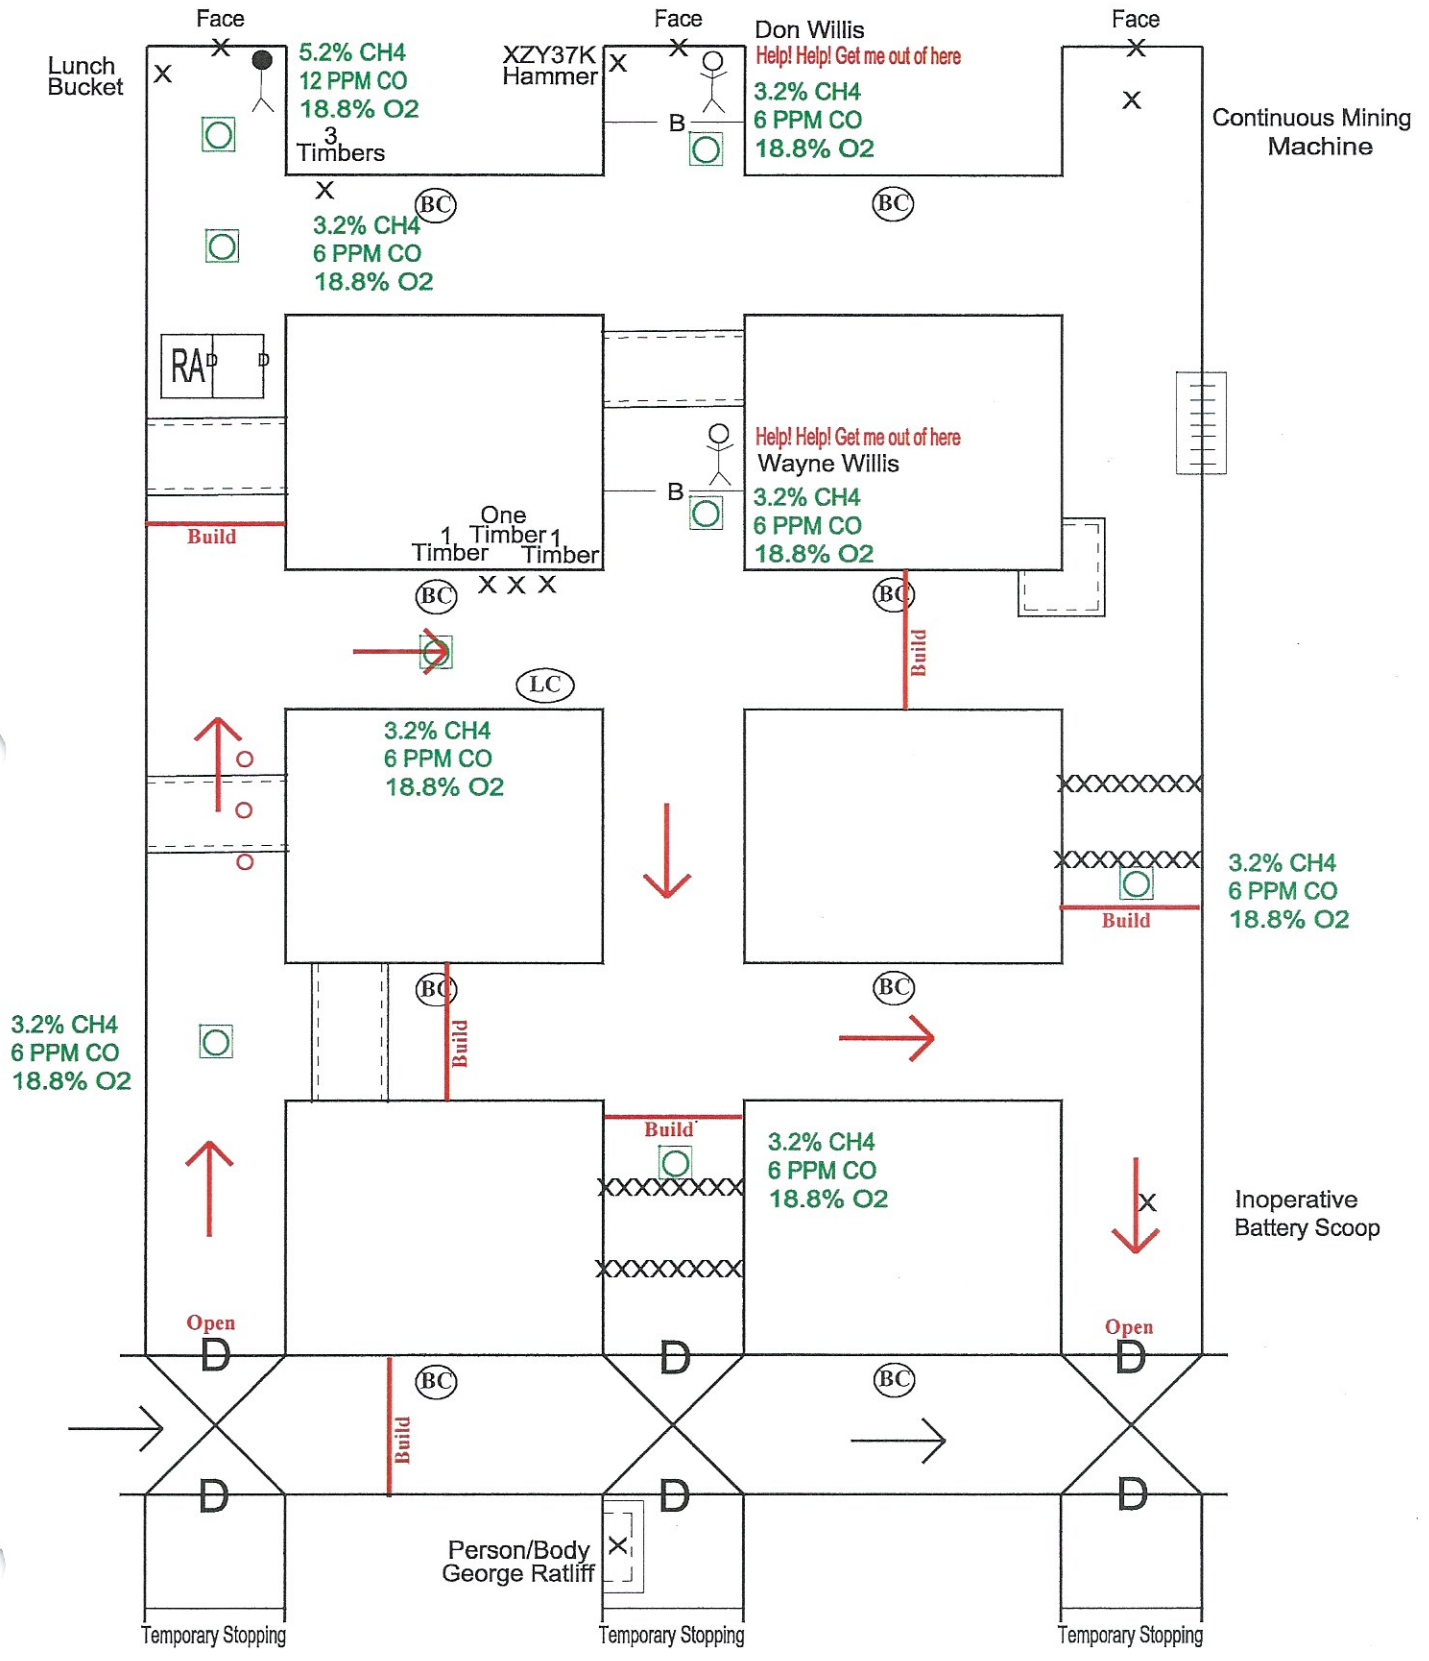 Face
Face
Face
Lunch
Bucket
X
X
5.2% CH4
12 PPM CO
18.8% O2
3
Timbers
X
XZY37K
Hammer
X
X
Don Willis
Help! Help! Get me out of here
3.2% CH4
6 PPM CO
18.8% O2
B
X
X
Continuous Mining
Machine
BC
BC
3.2% CH4
6 PPM CO
18.8% O2
RA
D
D
Help! Help! Get me out of here
Wayne Willis
3.2% CH4
6 PPM CO
18.8% O2
B
Build
One
1 Timber 1
Timber Timber
X X X
BC
BC
Build
LC
3.2% CH4
6 PPM CO
18.8% O2
O
O
O
XXXXXXXX
XXXXXXXX
Build
3.2% CH4
6 PPM CO
18.8% O2
BC
Build
BC
3.2% CH4
6 PPM CO
18.8% O2
Build
3.2% CH4
6 PPM CO
18.8% O2
XXXXXXXX
XXXXXXXX
X
Inoperative
Battery Scoop
Open
D
D
Open
D
BC
BC
Build
D
D
D
Person/Body
George Ratliff
X
Temporary Stopping
Temporary Stopping
Temporary Stopping